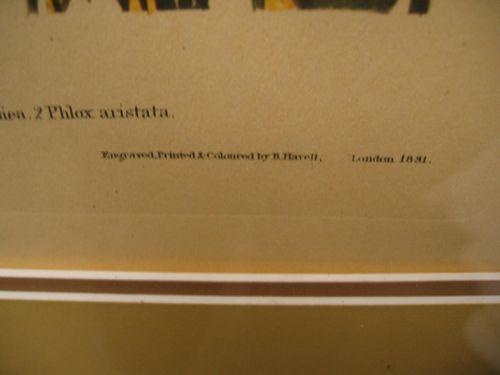 2 Phlox aristata.
Engraved, Printed & Coloured by R. Havell, London 1831.